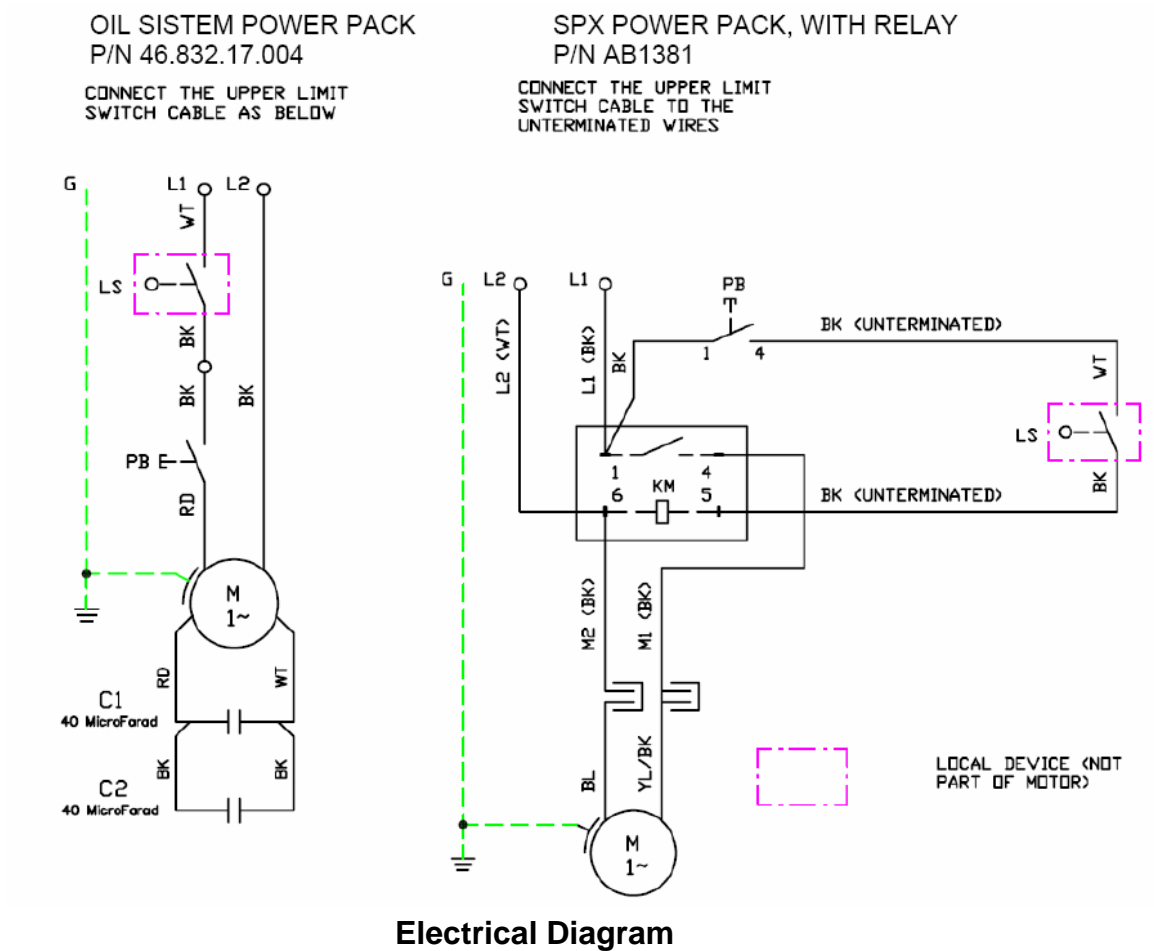 OIL SISTEM POWER PACK
P/N 46.832.17.004
CONNECT THE UPPER LIMIT
SWITCH CABLE AS BELOW
G
L1
L2
WT
LS
BK
BK
BK
PB
RD
M
1~
RD
WT
C1
40 MicroFarad
BK
BK
C2
40 MicroFarad
SPX POWER PACK, WITH RELAY
P/N AB1381
CONNECT THE UPPER LIMIT
SWITCH CABLE TO THE
UNTERMINATED WIRES
G
L2
L1
PB
BK (UNTERMINATED)
1
4
L2 (WT)
L1 (BK)
BK
WT
LS
1
4
6
KM
5
BK (UNTERMINATED)
BK
M2 (BK)
M1 (BK)
BL
YL/BK
M
1~
LOCAL DEVICE (NOT
PART OF MOTOR)
Electrical Diagram